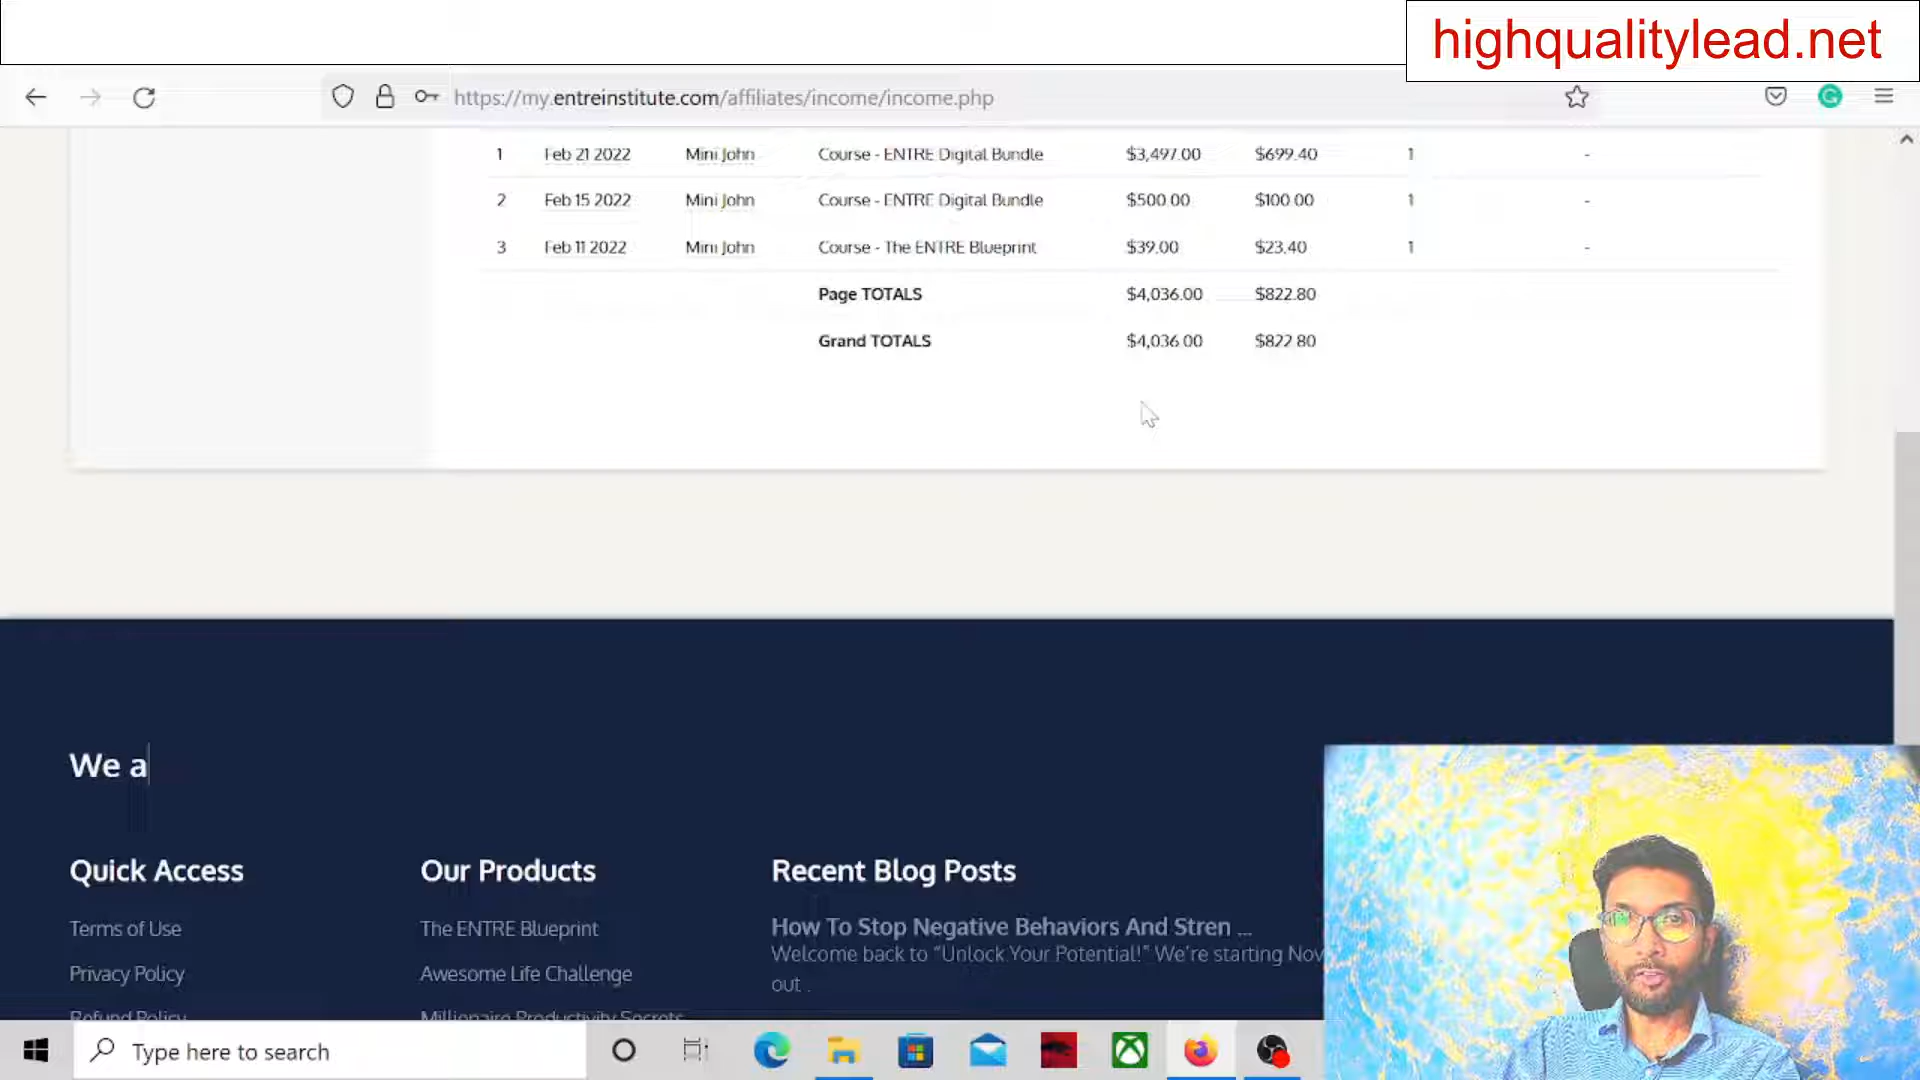 highqualitylead.net
https://my.entreinstitute.com/affiliates/income/income.php
1 Feb 21 2022 Mini John Course - ENTRE Digital Bundle $3,497.00 $699.40 1 -
2 Feb 15 2022 Mini John Course - ENTRE Digital Bundle $500.00 $100.00 1 -
3 Feb 11 2022 Mini John Course - The ENTRE Blueprint $39.00 $23.40 1 -
Page TOTALS $4,036.00 $822.80
Grand TOTALS $4,036 00 $822 80
We a
Quick Access
Terms of Use
Privacy Policy
Refund Policy
Our Products
The ENTRE Blueprint
Awesome Life Challenge
Millionaire Productivity Secrets
Recent Blog Posts
How To Stop Negative Behaviors And Stren ...
Welcome back to “Unlock Your Potential!” We’re starting Nov
out .
Type here to search